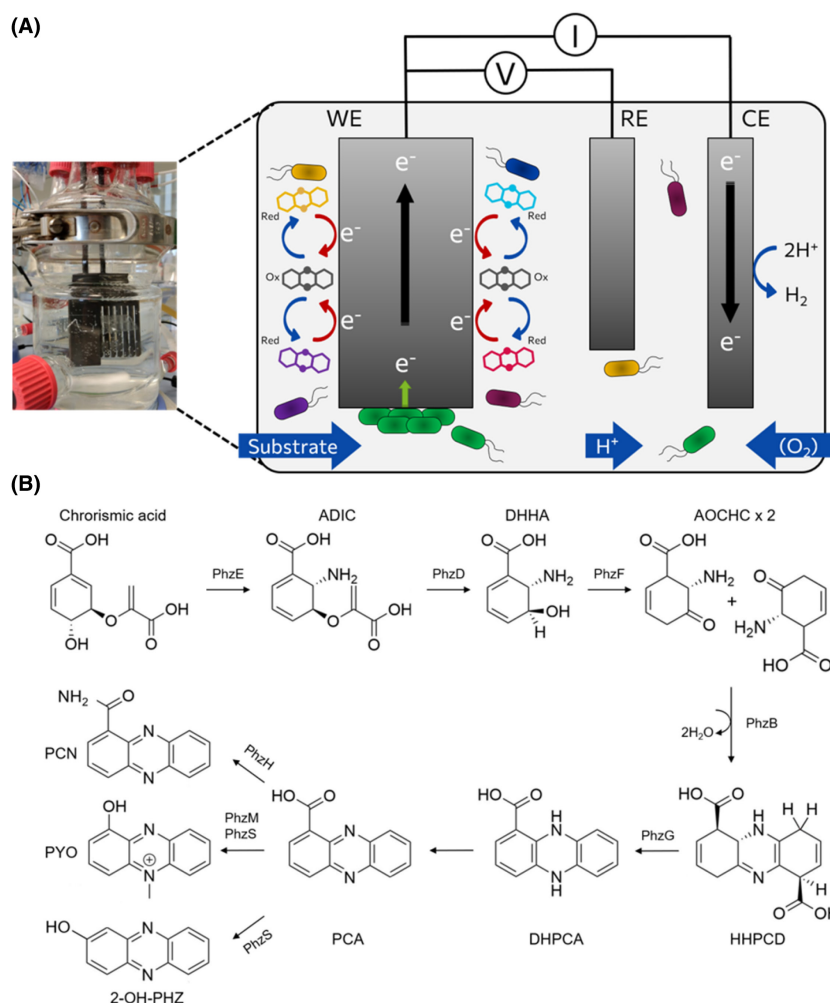 (A)
I
V
WE
RE
CE
e⁻
e⁻
Red
Red
e⁻
e⁻
2H⁺
Ox
Ox
H₂
e⁻
e⁻
e⁻
Red
Red
e⁻
Substrate
H⁺
(O₂)
(B)
Chrorismic acid
ADIC
DHHA
AOCHC x 2
O
OH
PhzE
O
OH
NH₂
PhzD
O
OH
NH₂
PhzF
O
OH
NH₂
O
OH
O
O
OH
O
O
OH
H
O
+
O
H₂N
OH
HO
O
NH₂
O
2H₂O
PhzB
PCN
N
N
PhzH
OH
PYO
N
N
+
PhzM
PhzS
HO
O
N
N
HO
O
H
N
N
H
PhzG
O
OH
H
N
N
H H
H
O
OH
HO
N
N
PhzS
PCA
DHPCA
HHPCD
2-OH-PHZ